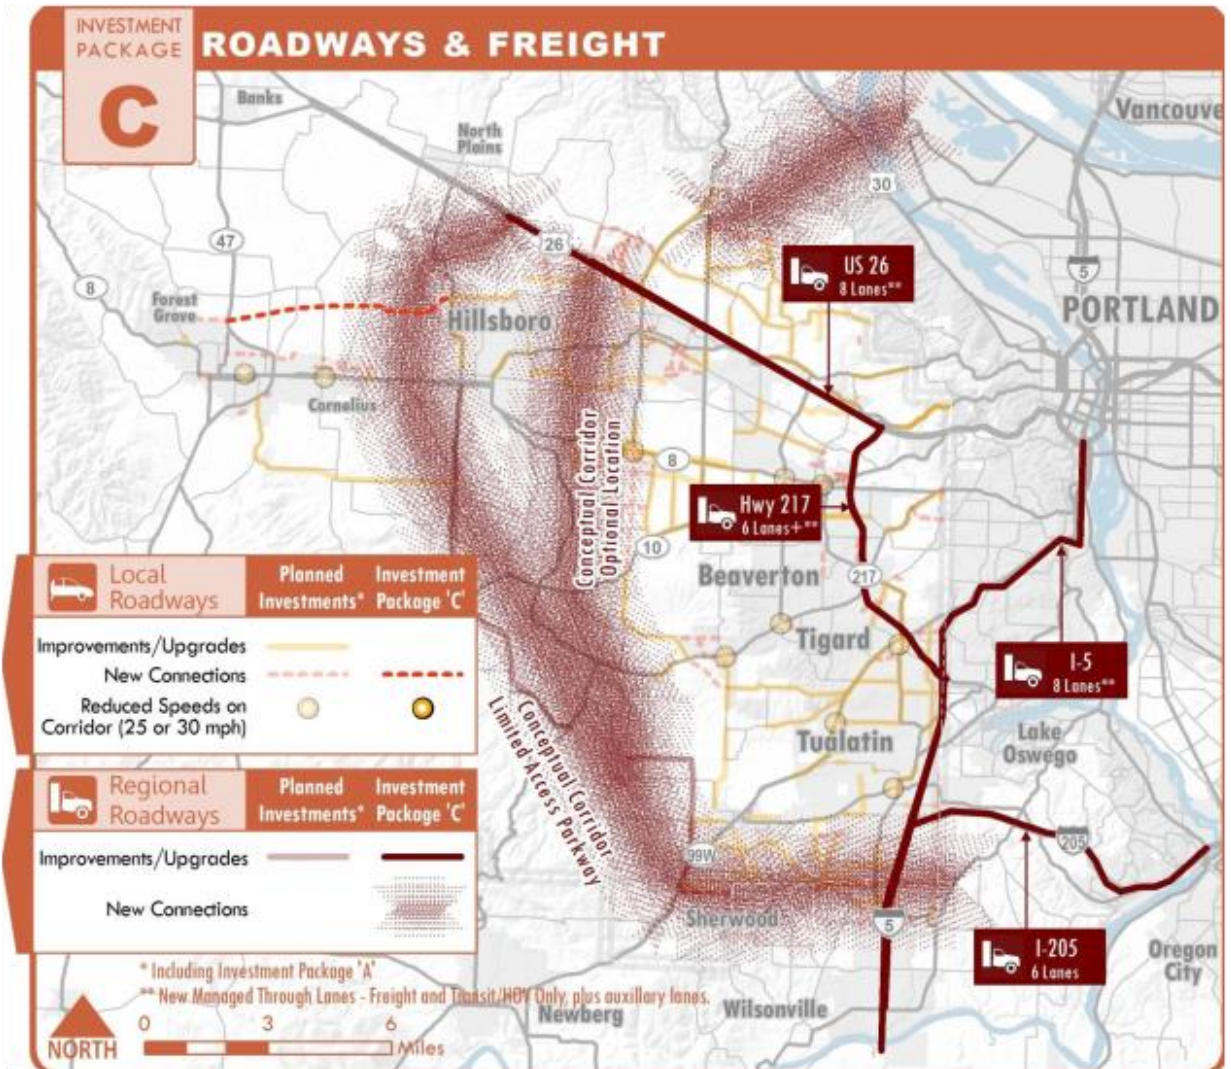 INVESTMENT
PACKAGE
C
ROADWAYS & FREIGHT
Banks
North
Plains
Vancouve
30
47
26
5
8
US 26
8 Lanes**
Forest
Grove
PORTLAND
Hillsboro
Cornelius
Conceptual Corridor
Optional Location
8
Hwy 217
6 Lanes+**
10
Beaverton
217
Tigard
I-5
8 Lanes**
Conceptual Corridor
Limited Access Parkway
Tualatin
Lake
Oswego
99W
205
Sherwood
5
I-205
6 Lanes
Oregon
City
Wilsonville
Newberg
Local
Roadways
Planned
Investments*
Investment
Package 'C'
Improvements/Upgrades
New Connections
Reduced Speeds on
Corridor (25 or 30 mph)
Regional
Roadways
Planned
Investments*
Investment
Package 'C'
Improvements/Upgrades
New Connections
* Including Investment Package "A"
** New Managed Through Lanes - Freight and Transit/HOV Only, plus auxillary lanes.
NORTH
0 3 6
Miles